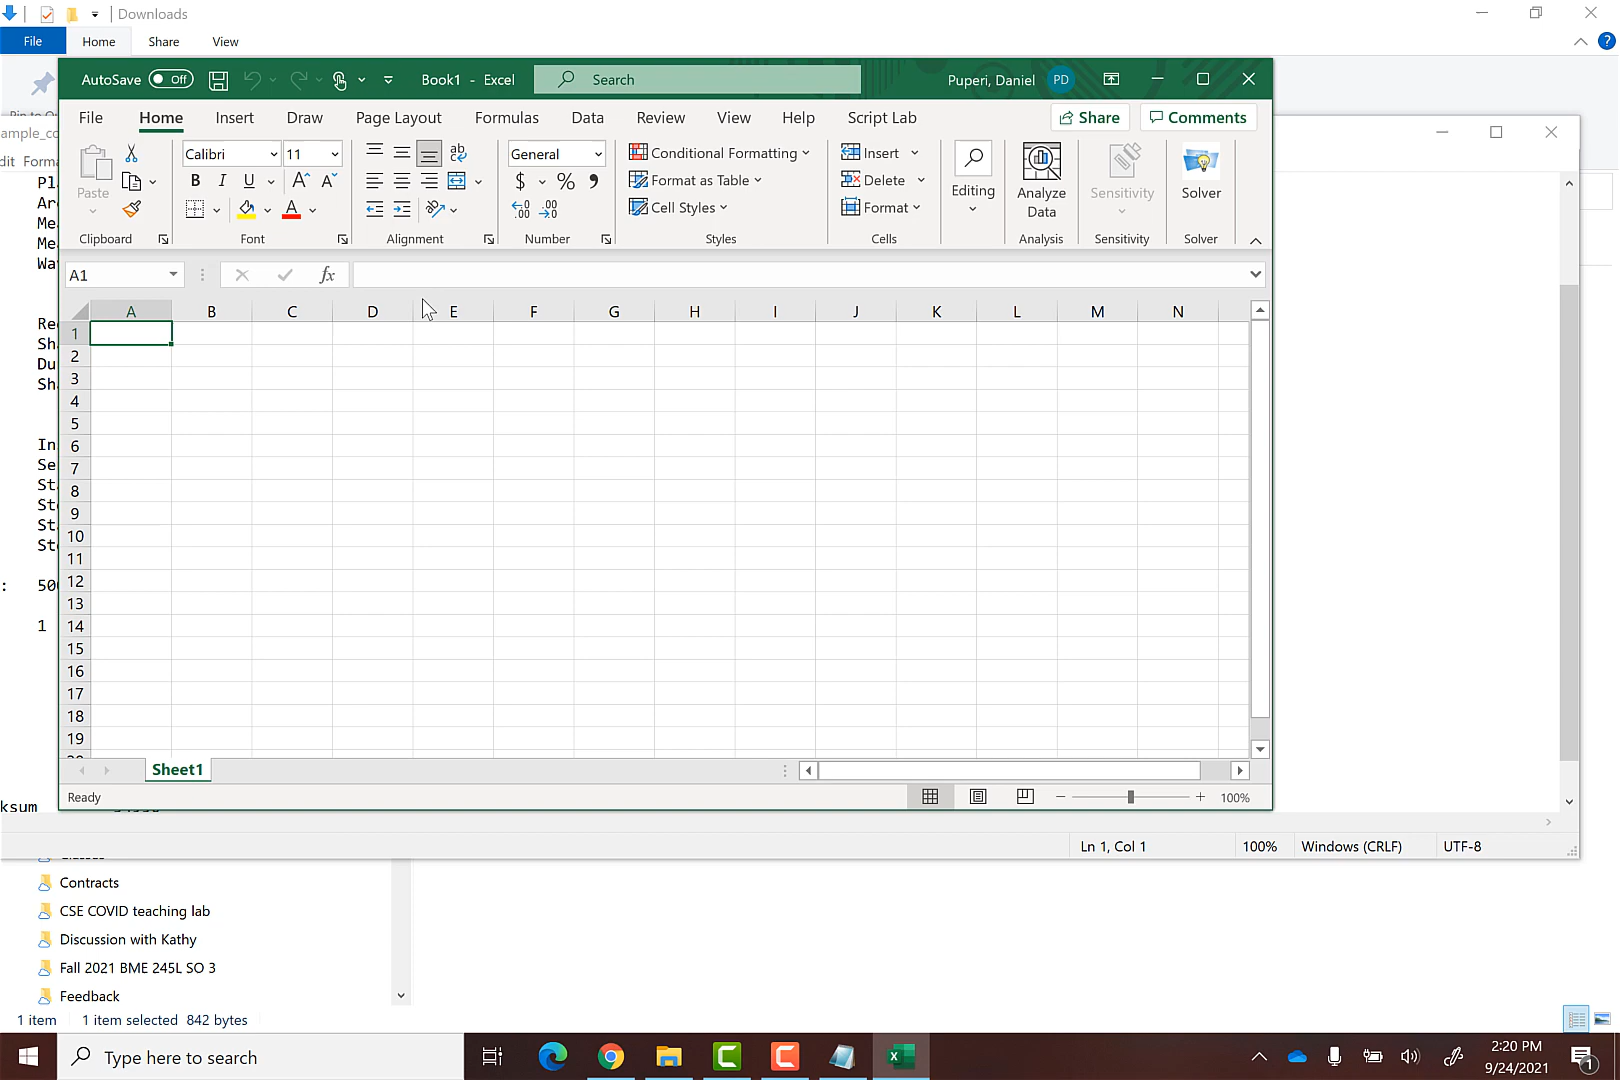 Downloads
File Home Share View
AutoSave Off Book1 - Excel Search Puperi, Daniel PD
File Home Insert Draw Page Layout Formulas Data Review View Help Script Lab Share Comments
Paste Calibri 11 General Conditional Formatting Insert Editing Analyze Data Sensitivity Solver
B I U $ % Format as Table Delete
Cell Styles Format
Clipboard Font Alignment Number Styles Cells Analysis Sensitivity Solver
A1 fx
A B C D E F G H I J K L M N
1
2
3
4
5
6
7
8
9
10
11
12
13
14
15
16
17
18
19
Sheet1
Ready 100%
: 
1
ksum
Ln 1, Col 1 100% Windows (CRLF) UTF-8
Contracts
CSE COVID teaching lab
Discussion with Kathy
Fall 2021 BME 245L SO 3
Feedback
1 item 1 item selected 842 bytes
Type here to search
2:20 PM
9/24/2021
1